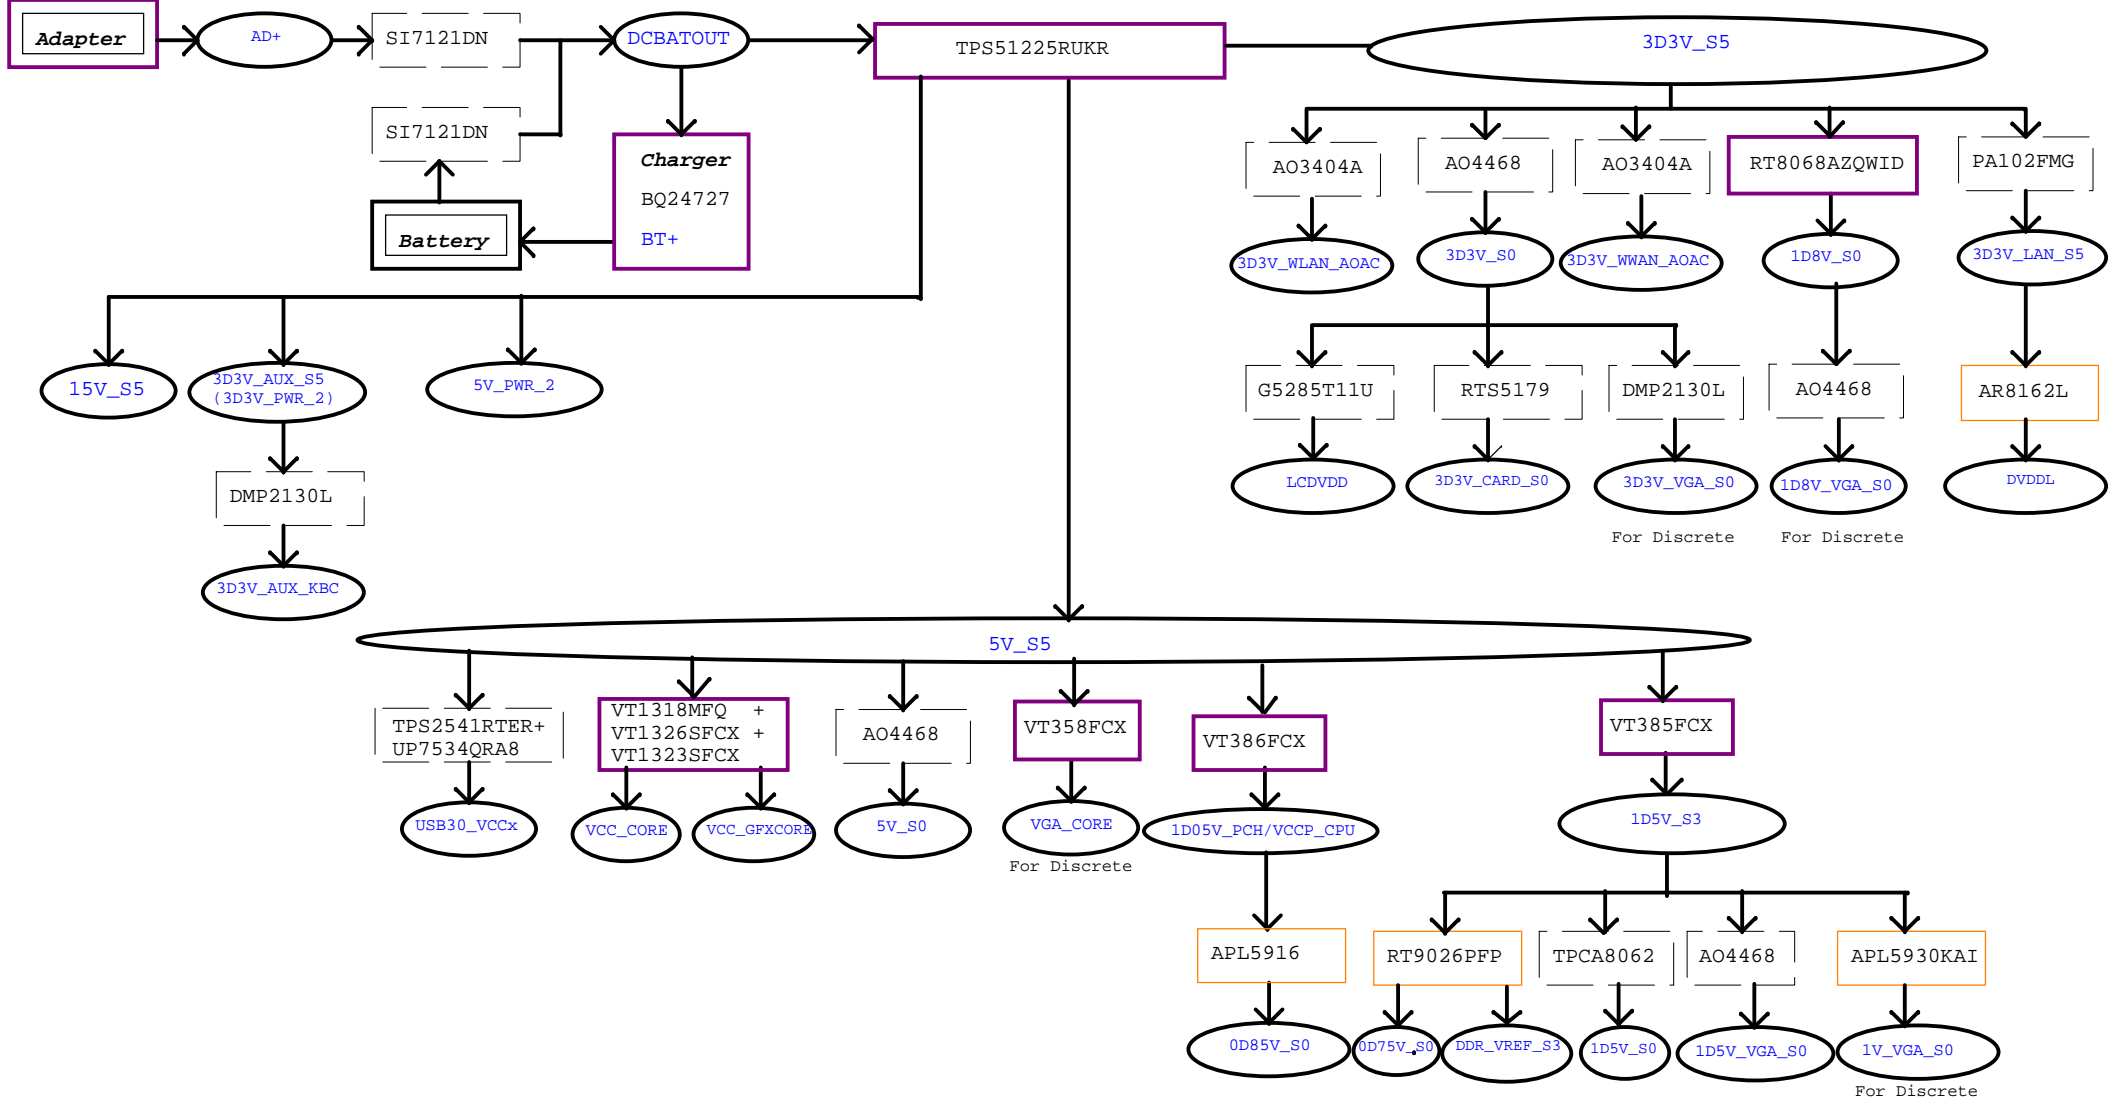 Adapter
AD+
SI7121DN
DCBATOUT
TPS51225RUKR
3D3V_S5
SI7121DN
Charger
BQ24727
BT+
Battery
AO3404A
AO4468
AO3404A
RT8068AZQWID
PA102FMG
3D3V_WLAN_AOAC
3D3V_S0
3D3V_WWAN_AOAC
1D8V_S0
3D3V_LAN_S5
15V_S5
3D3V_AUX_S5
(3D3V_PWR_2)
5V_PWR_2
G5285T11U
RTS5179
DMP2130L
AO4468
AR8162L
DMP2130L
LCDVDD
3D3V_CARD_S0
3D3V_VGA_S0
1D8V_VGA_S0
DVDDL
For Discrete
For Discrete
3D3V_AUX_KBC
5V_S5
TPS2541RTER+
UP7534QRA8
VT1318MFQ +
VT1326SFCX +
VT1323SFCX
AO4468
VT358FCX
VT386FCX
VT385FCX
USB30_VCCx
VCC_CORE
VCC_GFXCORE
5V_S0
VGA_CORE
1D05V_PCH/VCCP_CPU
1D5V_S3
For Discrete
APL5916
RT9026PFP
TPCA8062
AO4468
APL5930KAI
0D85V_S0
0D75V_S0
DDR_VREF_S3
1D5V_S0
1D5V_VGA_S0
1V_VGA_S0
For Discrete